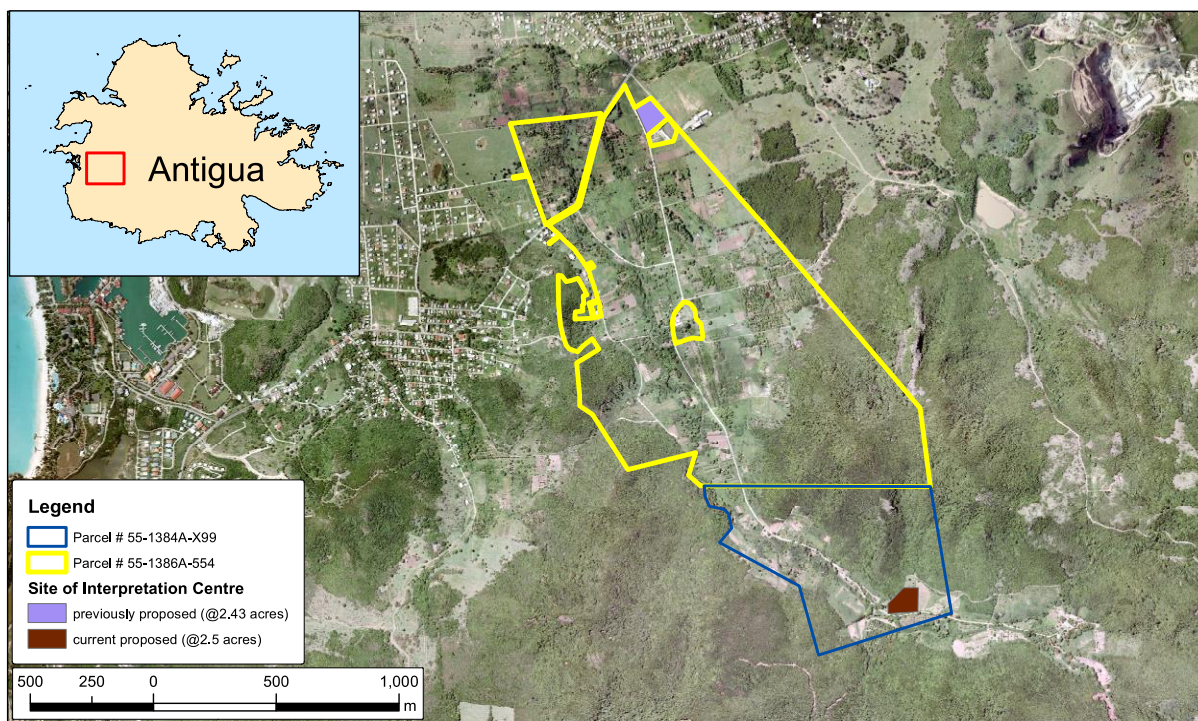 Antigua
Legend
Parcel # 55-1384A-X99
Parcel # 55-1386A-554
Site of Interpretation Centre
previously proposed (@2.43 acres)
current proposed (@2.5 acres)
500 250 0 500 1,000
m